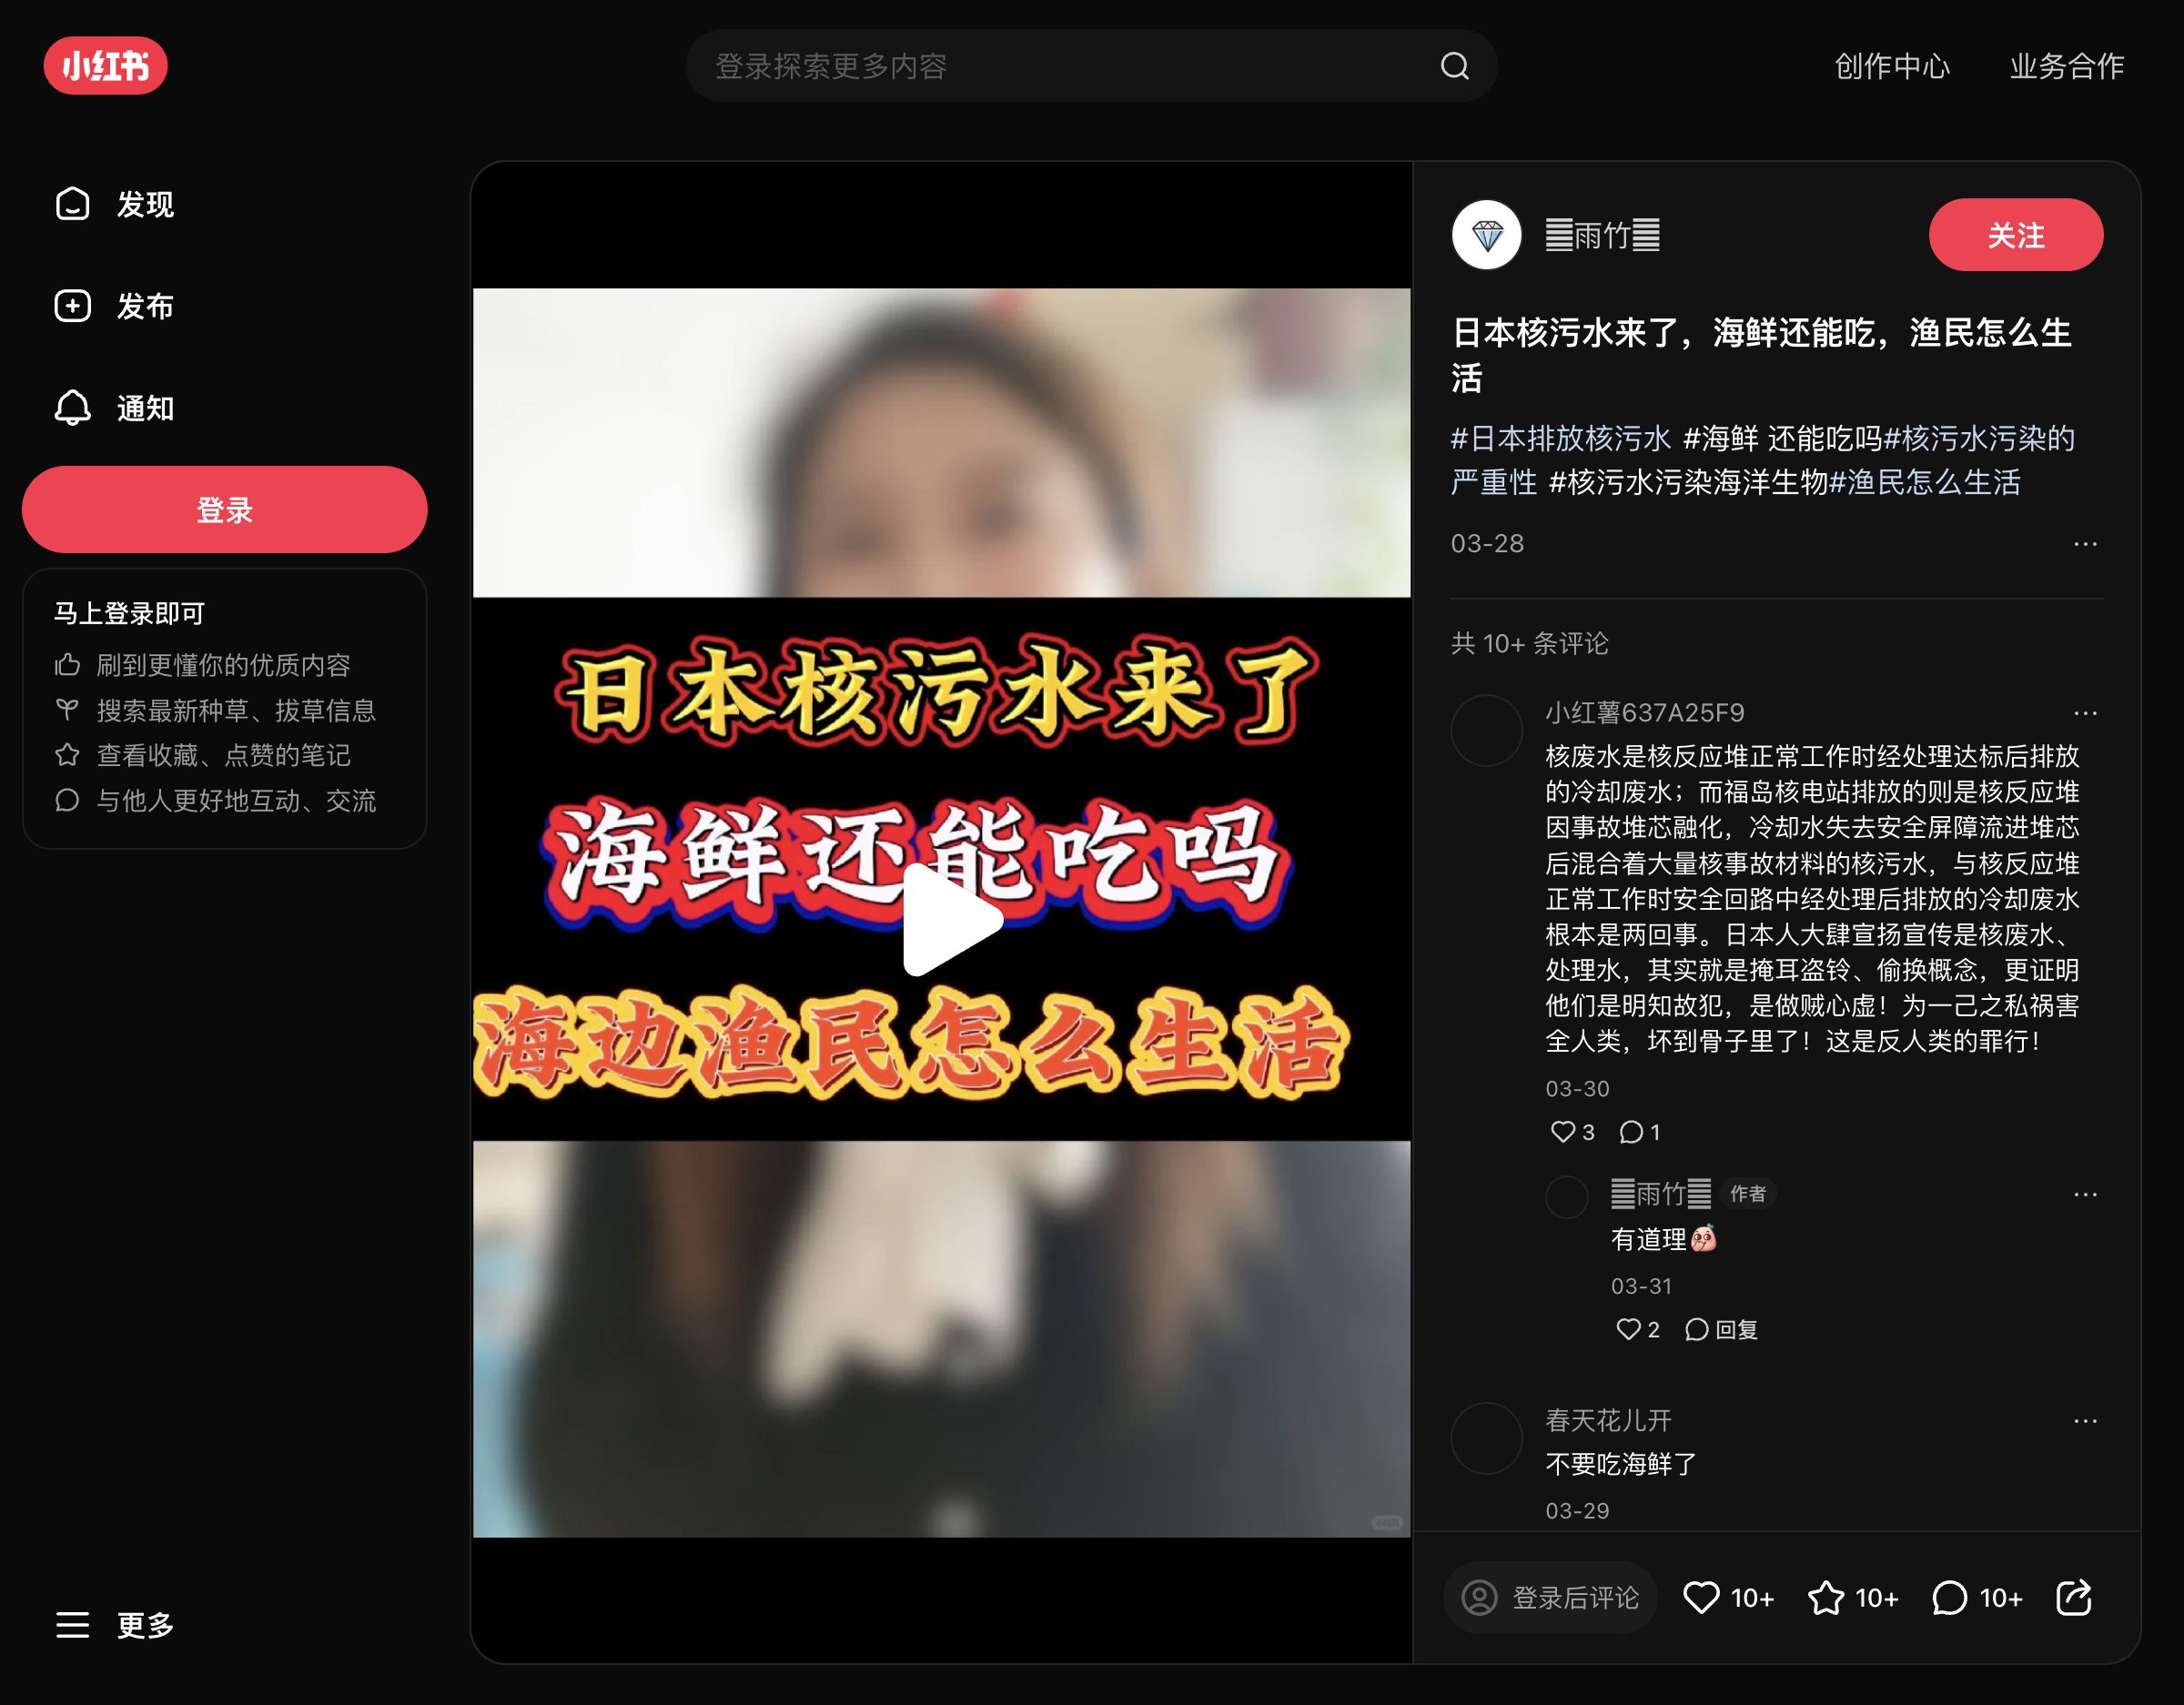 小红书
登录探索更多内容
创作中心
业务合作
发现
发布
通知
登录
马上登录即可
刷到更懂你的优质内容
搜索最新种草、拔草信息
查看收藏、点赞的笔记
与他人更好地互动、交流
更多
日本核污水来了
海鲜还能吃吗
海边渔民怎么生活
䷁雨竹䷁
关注
日本核污水来了，海鲜还能吃，渔民怎么生
活
#日本排放核污水 #海鲜 还能吃吗#核污水污染的
严重性 #核污水污染海洋生物#渔民怎么生活
03-28
共 10+ 条评论
小红薯637A25F9
核废水是核反应堆正常工作时经处理达标后排放
的冷却废水；而福岛核电站排放的则是核反应堆
因事故堆芯融化，冷却水失去安全屏障流进堆芯
后混合着大量核事故材料的核污水，与核反应堆
正常工作时安全回路中经处理后排放的冷却废水
根本是两回事。日本人大肆宣扬宣传是核废水、
处理水，其实就是掩耳盗铃、偷换概念，更证明
他们是明知故犯，是做贼心虚！为一己之私祸害
全人类，坏到骨子里了！这是反人类的罪行！
03-30
3 1
䷁雨竹䷁ 作者
有道理
03-31
2 回复
春天花儿开
不要吃海鲜了
03-29
登录后评论 10+ 10+ 10+